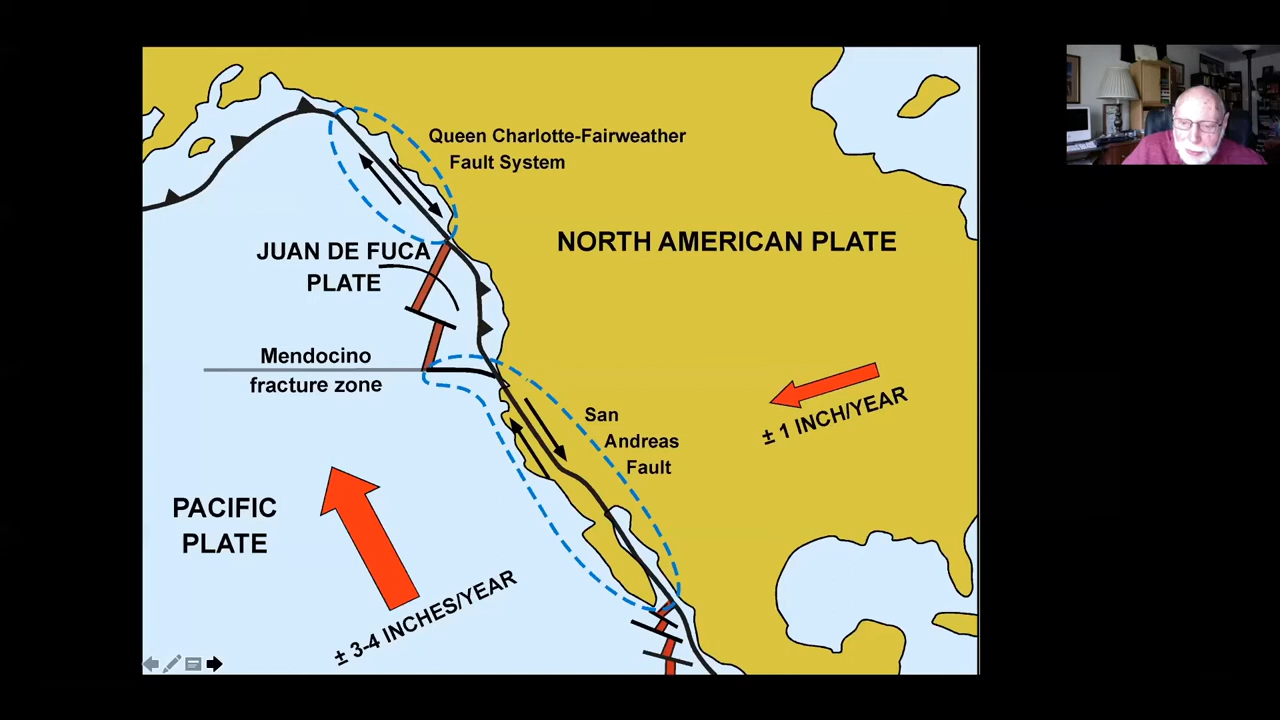 Queen Charlotte-Fairweather
Fault System
JUAN DE FUCA
PLATE
NORTH AMERICAN PLATE
Mendocino
fracture zone
± 1 INCH/YEAR
San
Andreas
Fault
PACIFIC
PLATE
± 3-4 INCHES/YEAR